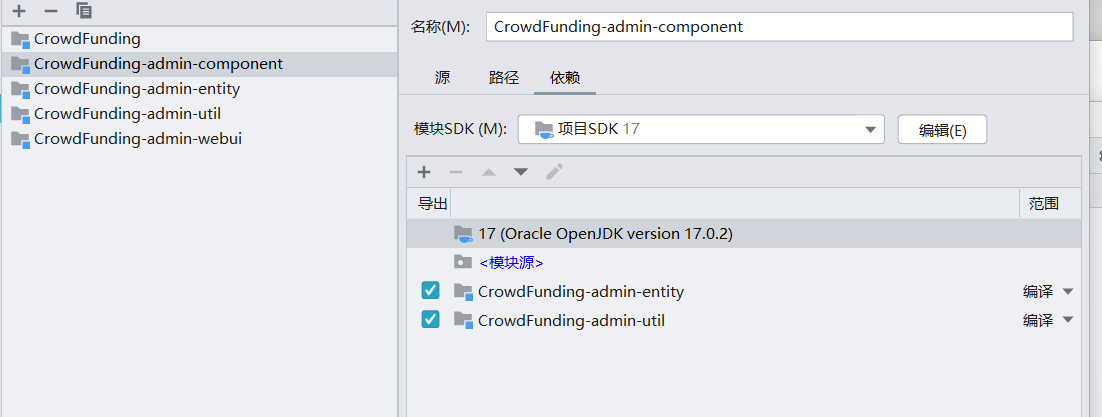 CrowdFunding
CrowdFunding-admin-component
CrowdFunding-admin-entity
CrowdFunding-admin-util
CrowdFunding-admin-webui
名称(M): CrowdFunding-admin-component
源 路径 依赖
模块SDK (M): 项目SDK 17 编辑(E)
导出 范围
17 (Oracle OpenJDK version 17.0.2)
<模块源>
CrowdFunding-admin-entity 编译
CrowdFunding-admin-util 编译